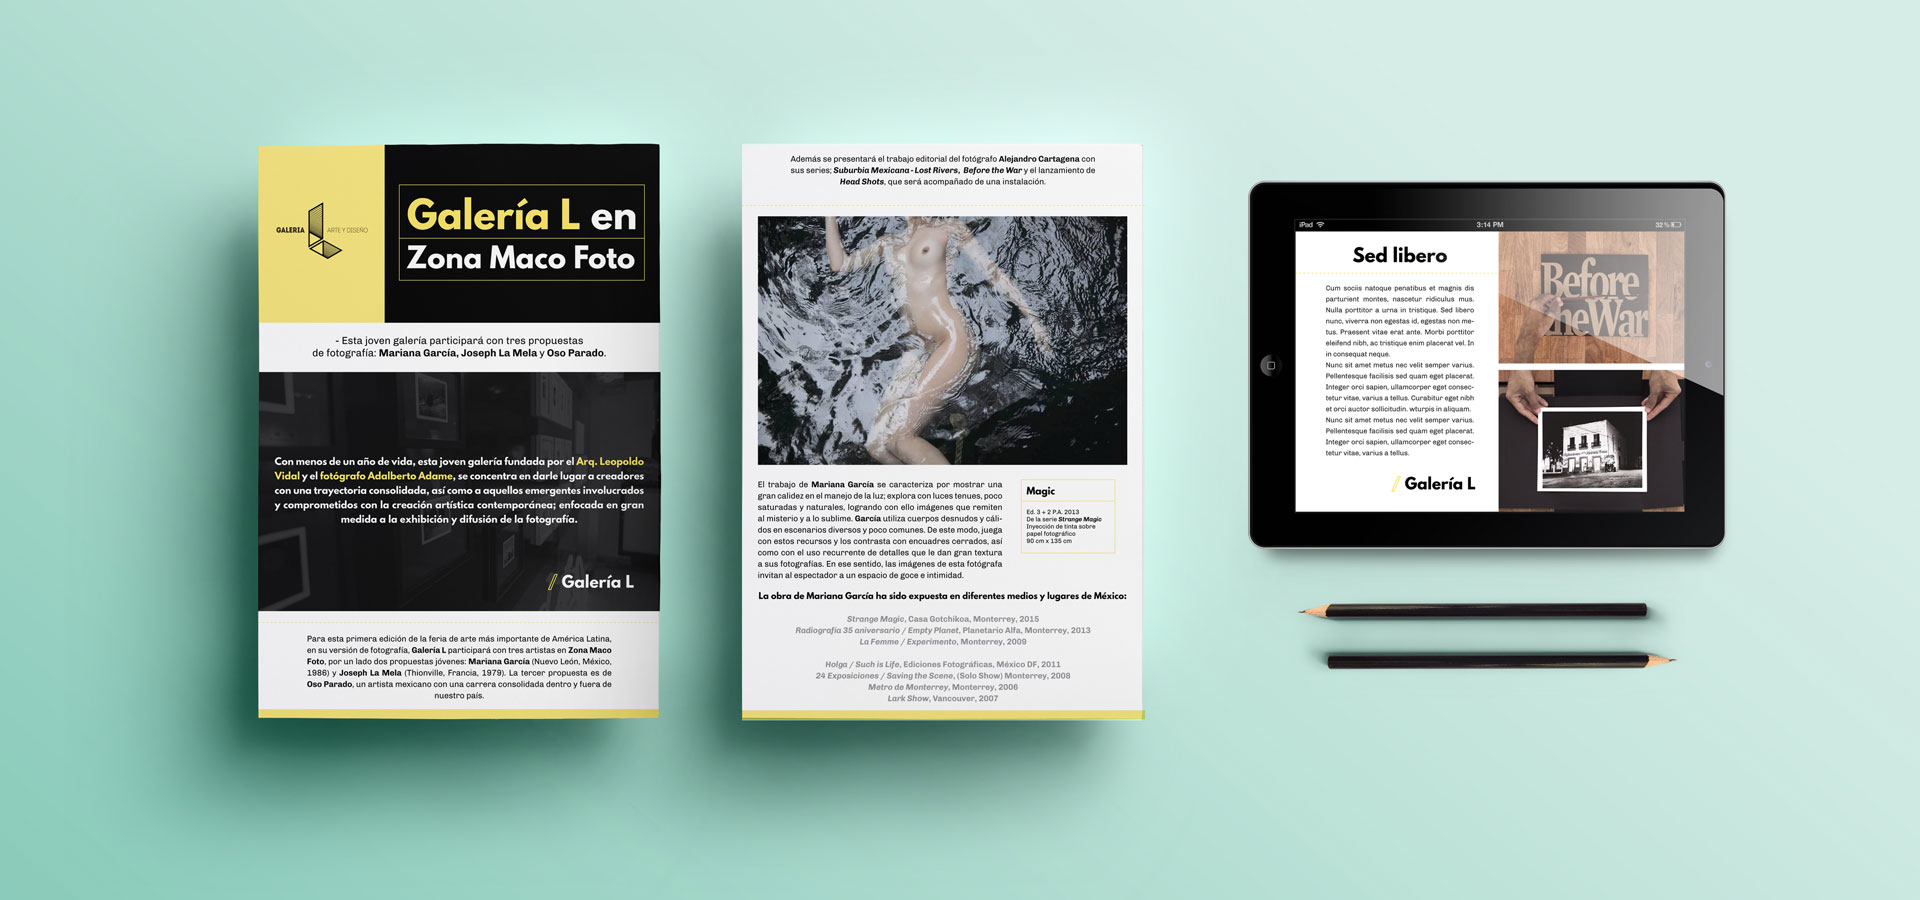 GALERIA ARTE Y DISEÑO
Galería L en
Zona Maco Foto
- Esta joven galería participará con tres propuestas
de fotografía: Mariana García, Joseph La Mela y Oso Parado.
Con menos de un año de vida, esta joven galería fundada por el Arq. Leopoldo
Vidal y el fotógrafo Adalberto Adame, se concentra en darle lugar a creadores
con una trayectoria consolidada, así como a aquellos emergentes involucrados
y comprometidos con la creación artística contemporánea; enfocada en gran
medida a la exhibición y difusión de la fotografía.
// Galería L
Para esta primera edición de la feria de arte más importante de América Latina,
en su versión de fotografía, Galería L participará con tres artistas en Zona Maco
Foto, por un lado dos propuestas jóvenes: Mariana García (Nuevo León, México,
1986) y Joseph La Mela (Thionville, Francia, 1979). La tercer propuesta es de
Oso Parado, un artista mexicano con una carrera consolidada dentro y fuera de
nuestro país.
Además se presentará el trabajo editorial del fotógrafo Alejandro Cartagena con
sus series; Suburbia Mexicana - Lost Rivers, Before the War y el lanzamiento de
Head Shots, que será acompañado de una instalación.
El trabajo de Mariana García se caracteriza por mostrar una
gran calidez en el manejo de la luz; explora con luces tenues, poco
saturadas y naturales, logrando con ello imágenes que remiten
al misterio y a lo sublime. García utiliza cuerpos desnudos y cáli-
dos en escenarios diversos y poco comunes. De este modo, juega
con estos recursos y los contrasta con encuadres cerrados, así
como con el uso recurrente de detalles que le dan gran textura
a sus fotografías. En ese sentido, las imágenes de esta fotógrafa
invitan al espectador a un espacio de goce e intimidad.
Magic
Ed. 3 + 2 P.A. 2013
De la serie Strange Magic
Inyección de tinta sobre
papel fotográfico
90 cm x 135 cm
La obra de Mariana García ha sido expuesta en diferentes medios y lugares de México:
Strange Magic, Casa Gotchikoa, Monterrey, 2015
Radiografía 35 aniversario / Empty Planet, Planetario Alfa, Monterrey, 2013
La Femme / Experimento, Monterrey, 2009
Holga / Such is Life, Ediciones Fotográficas, México DF, 2011
24 Exposiciones / Saving the Scene, (Solo Show) Monterrey, 2008
Metro de Monterrey, Monterrey, 2006
Lark Show, Vancouver, 2007
iPad 3:14 PM 32%
Sed libero
Cum sociis natoque penatibus et magnis dis
parturient montes, nascetur ridiculus mus.
Nulla porttitor a urna in tristique. Sed libero
nunc, viverra non egestas id, egestas non me-
tus. Praesent vitae erat ante. Morbi porttitor
eleifend nibh, ac tristique enim placerat vel. In
in consequat neque.
Nunc sit amet metus nec velit semper varius.
Pellentesque facilisis sed quam eget placerat.
Integer orci sapien, ullamcorper eget consec-
tetur vitae, varius a tellus. Curabitur eget nibh
et orci auctor sollicitudin. wturpis in aliquam.
Nunc sit amet metus nec velit semper varius.
Pellentesque facilisis sed quam eget placerat.
Integer orci sapien, ullamcorper eget consec-
tetur vitae, varius a tellus.
// Galería L
Before
the War